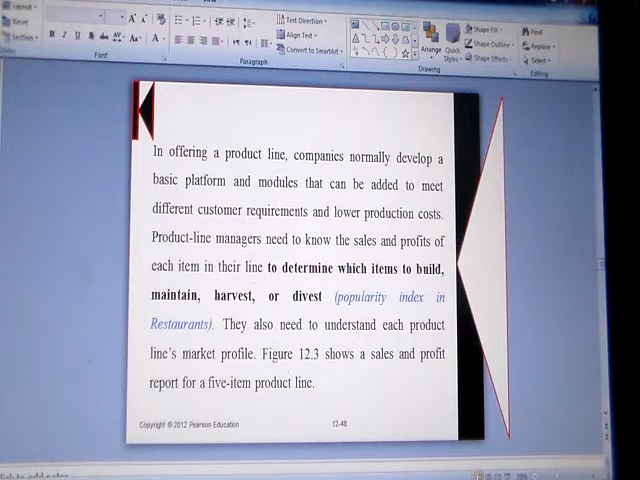 Layout
Reset
Section
B I U S abc AV Aa A
Font
Paragraph
Text Direction
Align Text
Convert to SmartArt
Arrange
Quick
Styles
Shape Fill
Shape Outline
Shape Effects
Drawing
Find
Replace
Select
Editing
In offering a product line, companies normally develop a
basic platform and modules that can be added to meet
different customer requirements and lower production costs.
Product-line managers need to know the sales and profits of
each item in their line to determine which items to build,
maintain, harvest, or divest (popularity index in
Restaurants). They also need to understand each product
line's market profile. Figure 12.3 shows a sales and profit
report for a five-item product line.
Copyright © 2012 Pearson Education
12-48